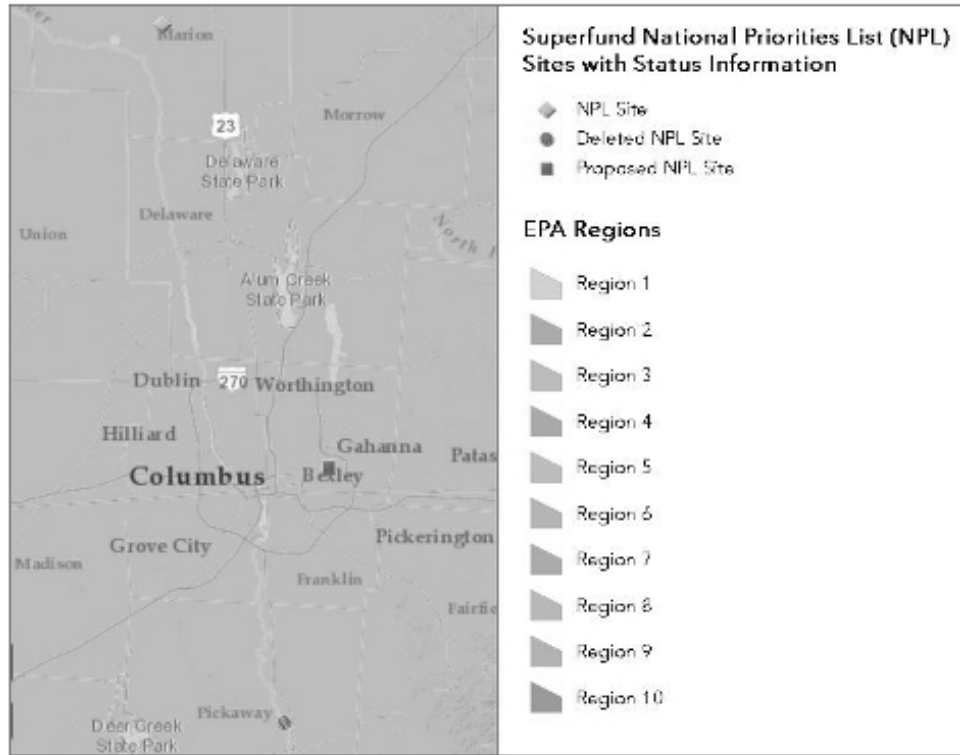 Marion
23
Morrow
Delaware
State Park
Delaware
Union
North
Alum Creek
State Park
Dublin
270
Worthington
Hilliard
Gahanna
Columbus
Bexley
Patas
Grove City
Pickerington
Madison
Franklin
Fairfie
Pickaway
Deer Creek
State Park
Superfund National Priorities List (NPL)
Sites with Status Information
NPL Site
Deleted NPL Site
Proposed NPL Site
EPA Regions
Region 1
Region 2
Region 3
Region 4
Region 5
Region 6
Region 7
Region 8
Region 9
Region 10